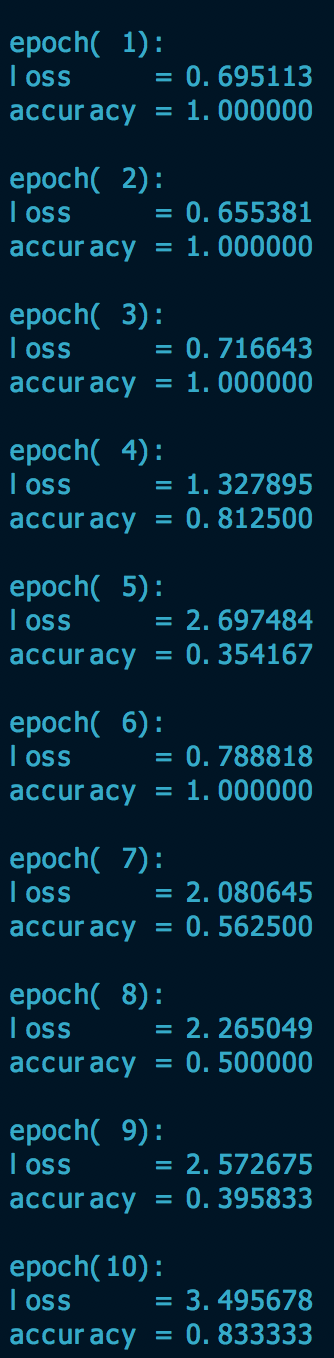 epoch( 1):
loss     = 0.695113
accuracy = 1.000000
epoch( 2):
loss     = 0.655381
accuracy = 1.000000
epoch( 3):
loss     = 0.716643
accuracy = 1.000000
epoch( 4):
loss     = 1.327895
accuracy = 0.812500
epoch( 5):
loss     = 2.697484
accuracy = 0.354167
epoch( 6):
loss     = 0.788818
accuracy = 1.000000
epoch( 7):
loss     = 2.080645
accuracy = 0.562500
epoch( 8):
loss     = 2.265049
accuracy = 0.500000
epoch( 9):
loss     = 2.572675
accuracy = 0.395833
epoch(10):
loss     = 3.495678
accuracy = 0.833333